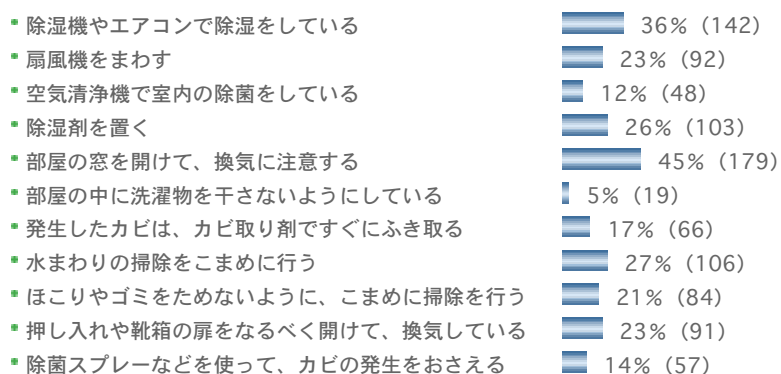 除湿機やエアコンで除湿をしている 36%（142）
扇風機をまわす 23%（92）
空気清浄機で室内の除菌をしている 12%（48）
除湿剤を置く 26%（103）
部屋の窓を開けて、換気に注意する 45%（179）
部屋の中に洗濯物を干さないようにしている 5%（19）
発生したカビは、カビ取り剤ですぐにふき取る 17%（66）
水まわりの掃除をこまめに行う 27%（106）
ほこりやゴミをためないように、こまめに掃除を行う 21%（84）
押し入れや靴箱の扉をなるべく開けて、換気している 23%（91）
除菌スプレーなどを使って、カビの発生をおさえる 14%（57）